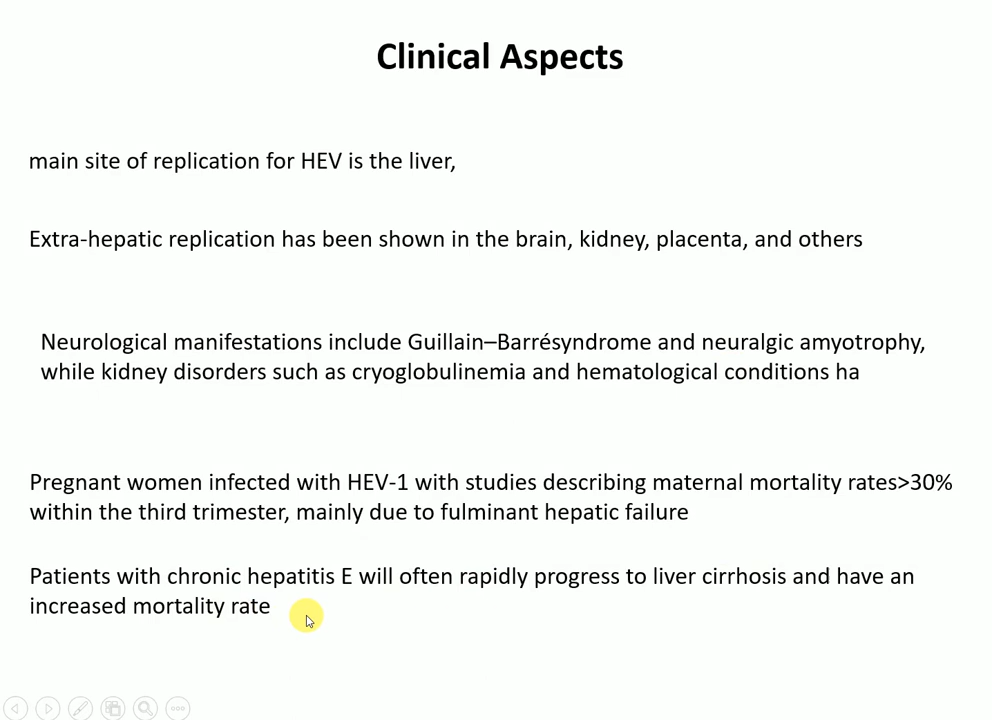 Clinical Aspects
main site of replication for HEV is the liver,
Extra-hepatic replication has been shown in the brain, kidney, placenta, and others
Neurological manifestations include Guillain–Barrésyndrome and neuralgic amyotrophy,
while kidney disorders such as cryoglobulinemia and hematological conditions ha
Pregnant women infected with HEV-1 with studies describing maternal mortality rates>30%
within the third trimester, mainly due to fulminant hepatic failure
Patients with chronic hepatitis E will often rapidly progress to liver cirrhosis and have an
increased mortality rate